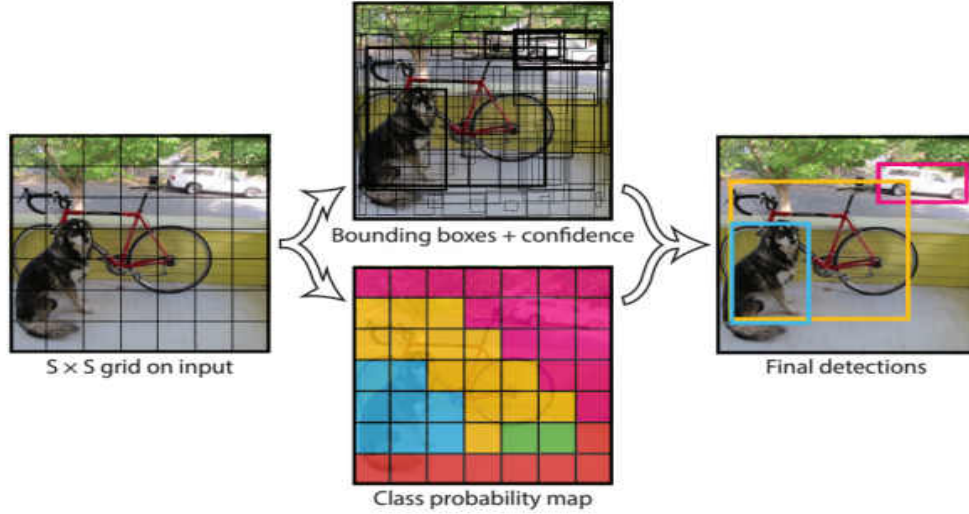 Bounding boxes + confidence
S × S grid on input
Final detections
Class probability map